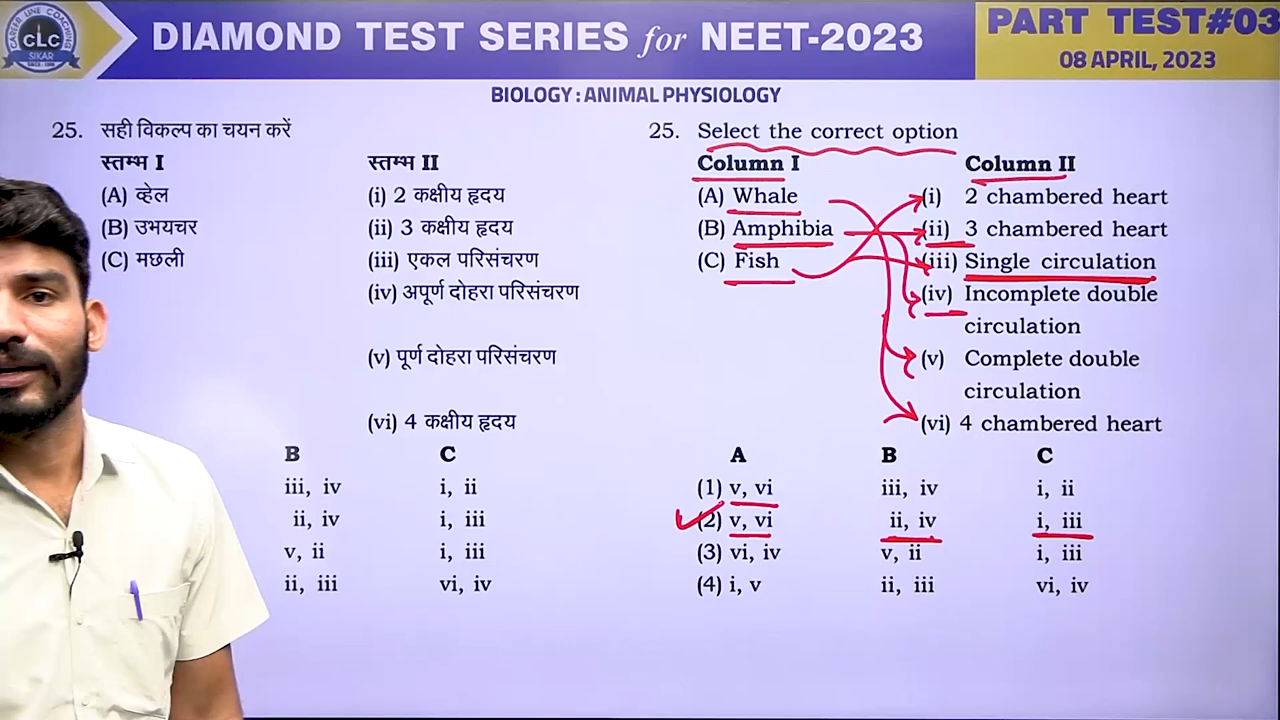 CAREER LINE COACHING
CLC
SIKAR
DIAMOND TEST SERIES for NEET-2023
PART TEST#03
08 APRIL, 2023
BIOLOGY : ANIMAL PHYSIOLOGY
25. सही विकल्प का चयन करें
स्तम्भ I स्तम्भ II
(A) व्हेल (i) 2 कक्षीय हृदय
(B) उभयचर (ii) 3 कक्षीय हृदय
(C) मछली (iii) एकल परिसंचरण
(iv) अपूर्ण दोहरा परिसंचरण
(v) पूर्ण दोहरा परिसंचरण
(vi) 4 कक्षीय हृदय
B C
iii, iv i, ii
ii, iv i, iii
v, ii i, iii
ii, iii vi, iv
25. Select the correct option
Column I Column II
(A) Whale (i) 2 chambered heart
(B) Amphibia (ii) 3 chambered heart
(C) Fish (iii) Single circulation
(iv) Incomplete double
circulation
(v) Complete double
circulation
(vi) 4 chambered heart
A B C
(1) v, vi iii, iv i, ii
(2) v, vi ii, iv i, iii
(3) vi, iv v, ii i, iii
(4) i, v ii, iii vi, iv